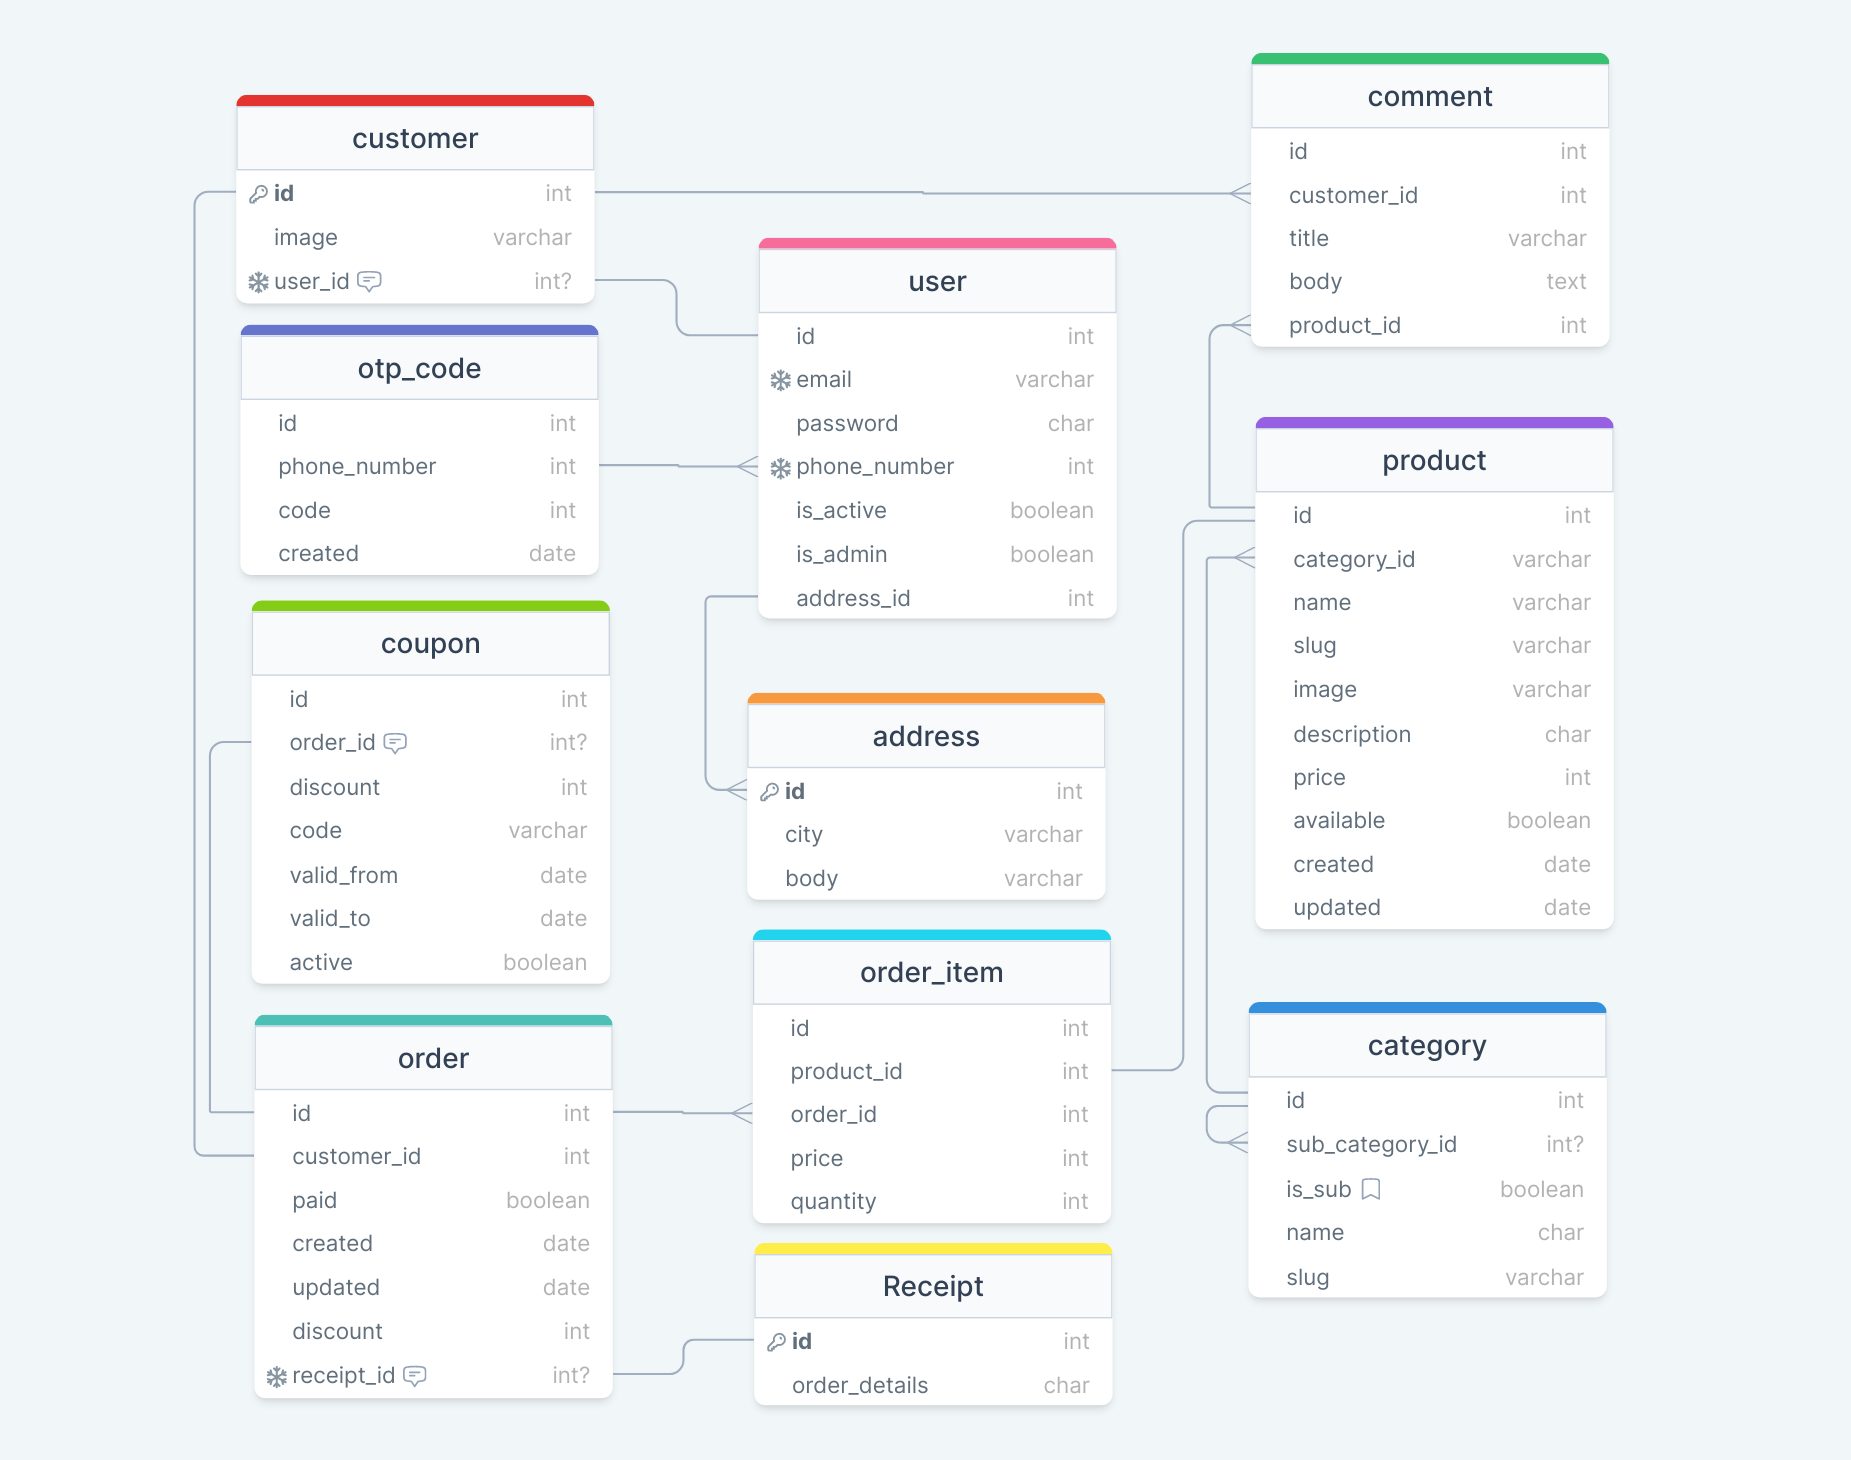 customer
id int
image varchar
user_id int?
otp_code
id int
phone_number int
code int
created date
coupon
id int
order_id int?
discount int
code varchar
valid_from date
valid_to date
active boolean
order
id int
customer_id int
paid boolean
created date
updated date
discount int
receipt_id int?
user
id int
email varchar
password char
phone_number int
is_active boolean
is_admin boolean
address_id int
address
id int
city varchar
body varchar
order_item
id int
product_id int
order_id int
price int
quantity int
Receipt
id int
order_details char
comment
id int
customer_id int
title varchar
body text
product_id int
product
id int
category_id varchar
name varchar
slug varchar
image varchar
description char
price int
available boolean
created date
updated date
category
id int
sub_category_id int?
is_sub boolean
name char
slug varchar